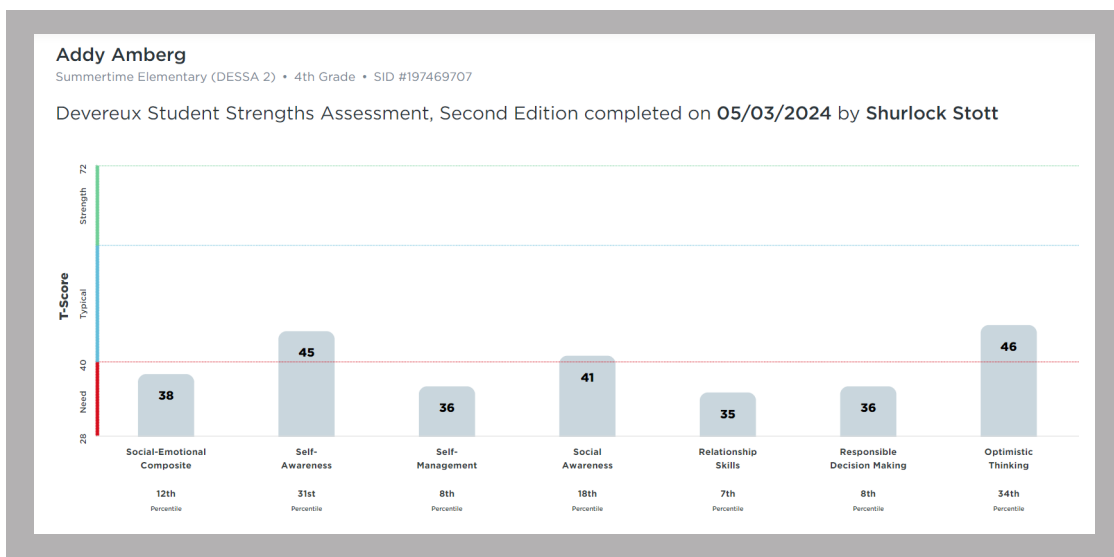 Addy Amberg
Summertime Elementary (DESSA 2) • 4th Grade • SID #197469707
Devereux Student Strengths Assessment, Second Edition completed on 05/03/2024 by Shurlock Stott
T-Score
72
Strength
Typical
40
Need
28
38
45
36
41
35
36
46
Social-Emotional Composite
12th
Percentile
Self-Awareness
31st
Percentile
Self-Management
8th
Percentile
Social Awareness
18th
Percentile
Relationship Skills
7th
Percentile
Responsible Decision Making
8th
Percentile
Optimistic Thinking
34th
Percentile